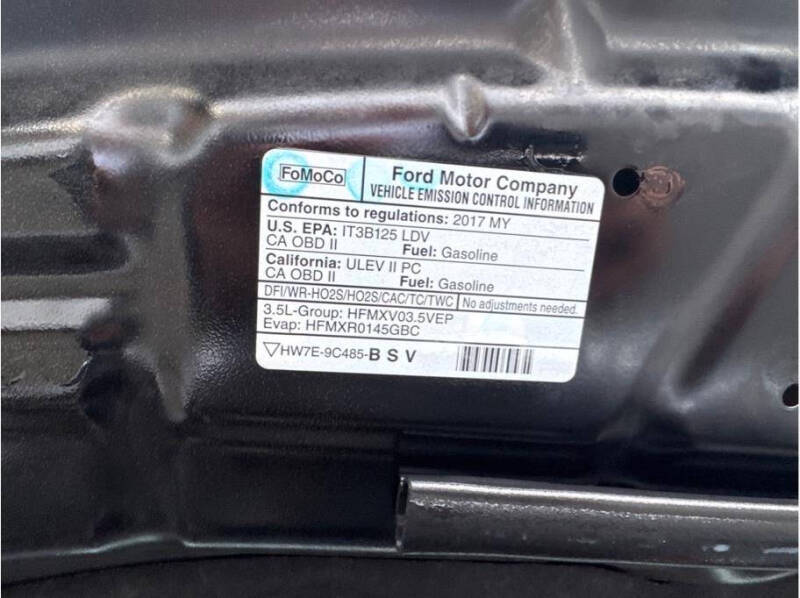 FoMoCo
Ford Motor Company
VEHICLE EMISSION CONTROL INFORMATION
Conforms to regulations: 2017 MY
U.S. EPA: IT3B125 LDV
CA OBD II Fuel: Gasoline
California: ULEV II PC
CA OBD II Fuel: Gasoline
DFI/WR-HO2S/HO2S/CAC/TC/TWC No adjustments needed.
3.5L-Group: HFMXV03.5VEP
Evap: HFMXR0145GBC
▽HW7E-9C485-B S V